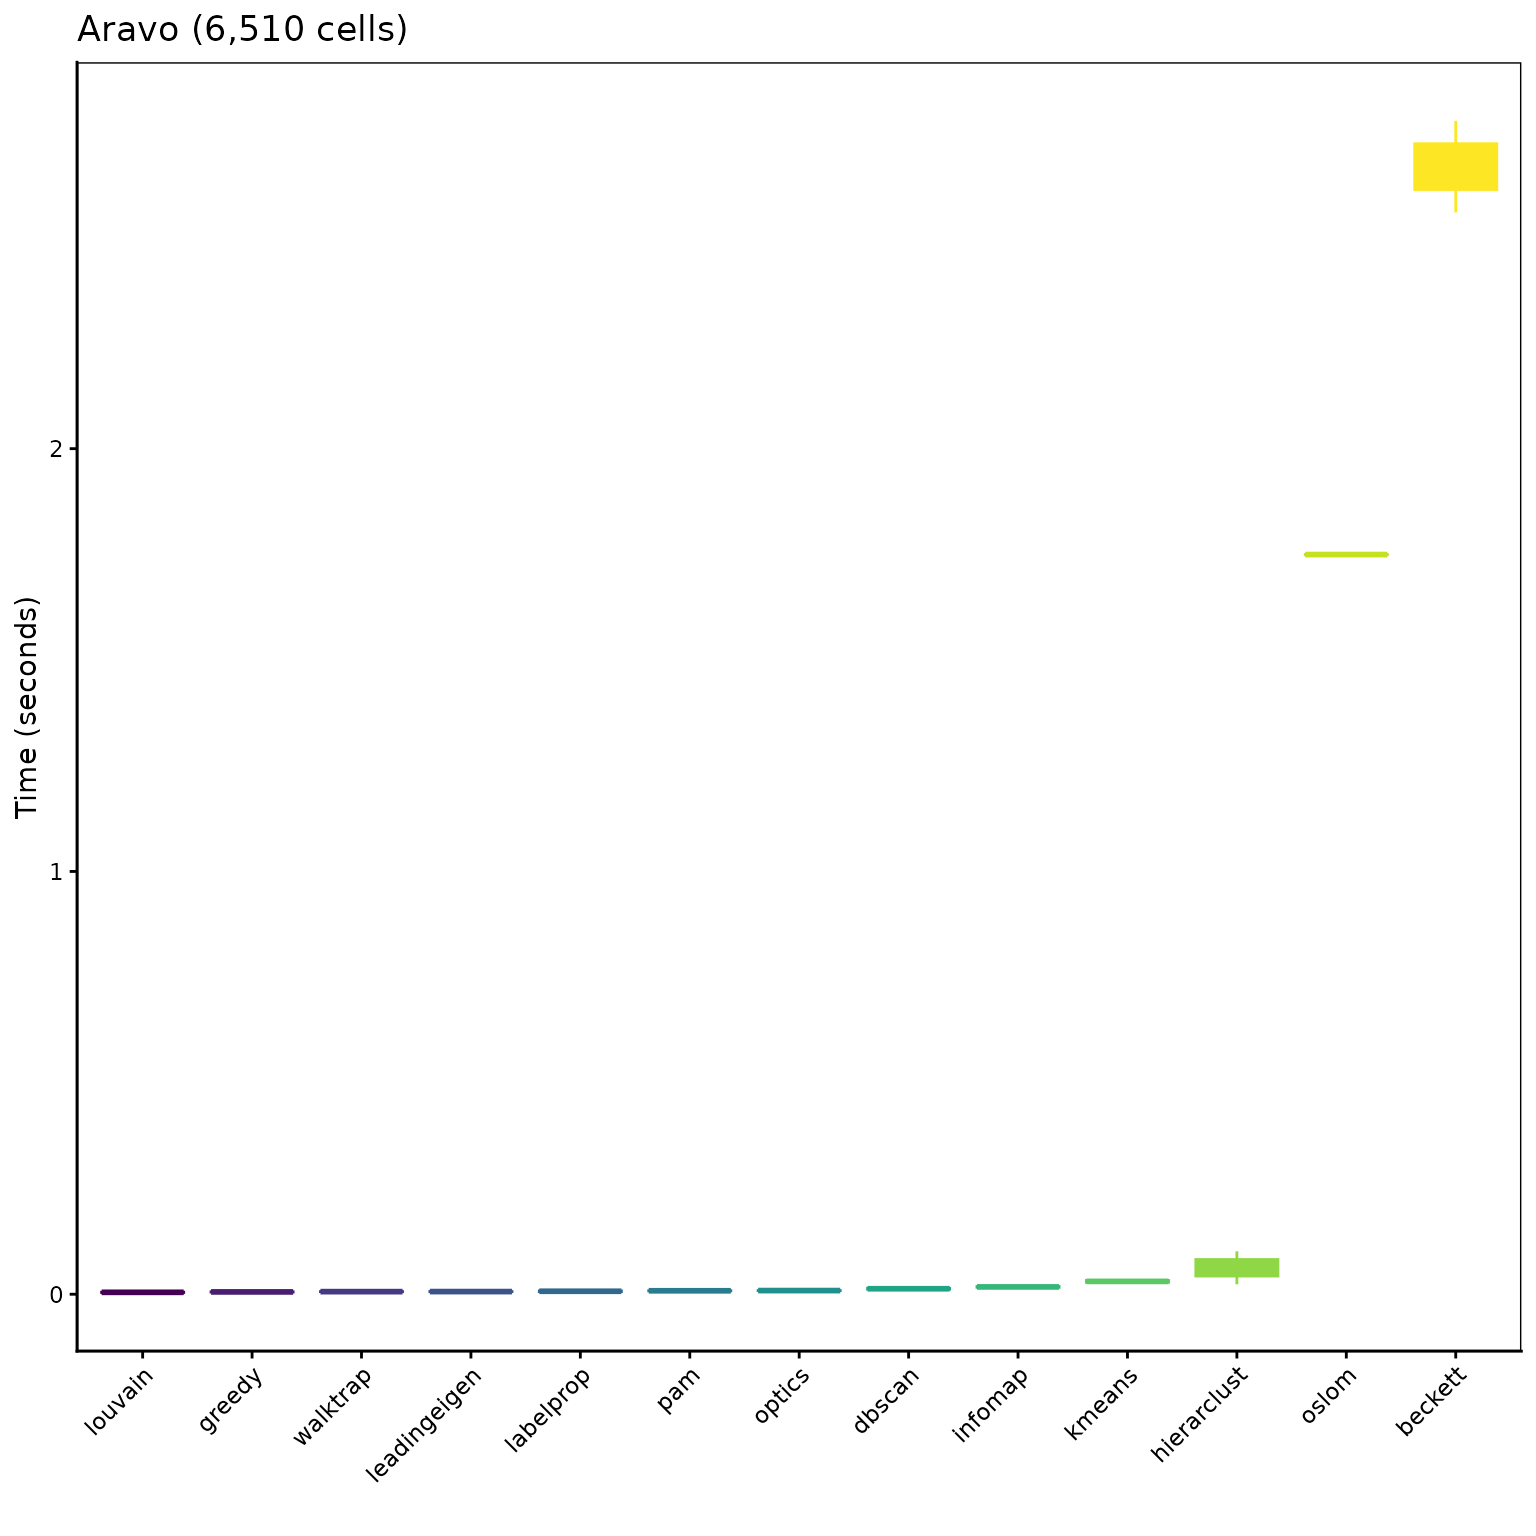 Aravo (6,510 cells)
Time (seconds)
2
1
0
louvain
greedy
walktrap
leadingeigen
labelprop
pam
optics
dbscan
infomap
kmeans
hierarclust
oslom
beckett